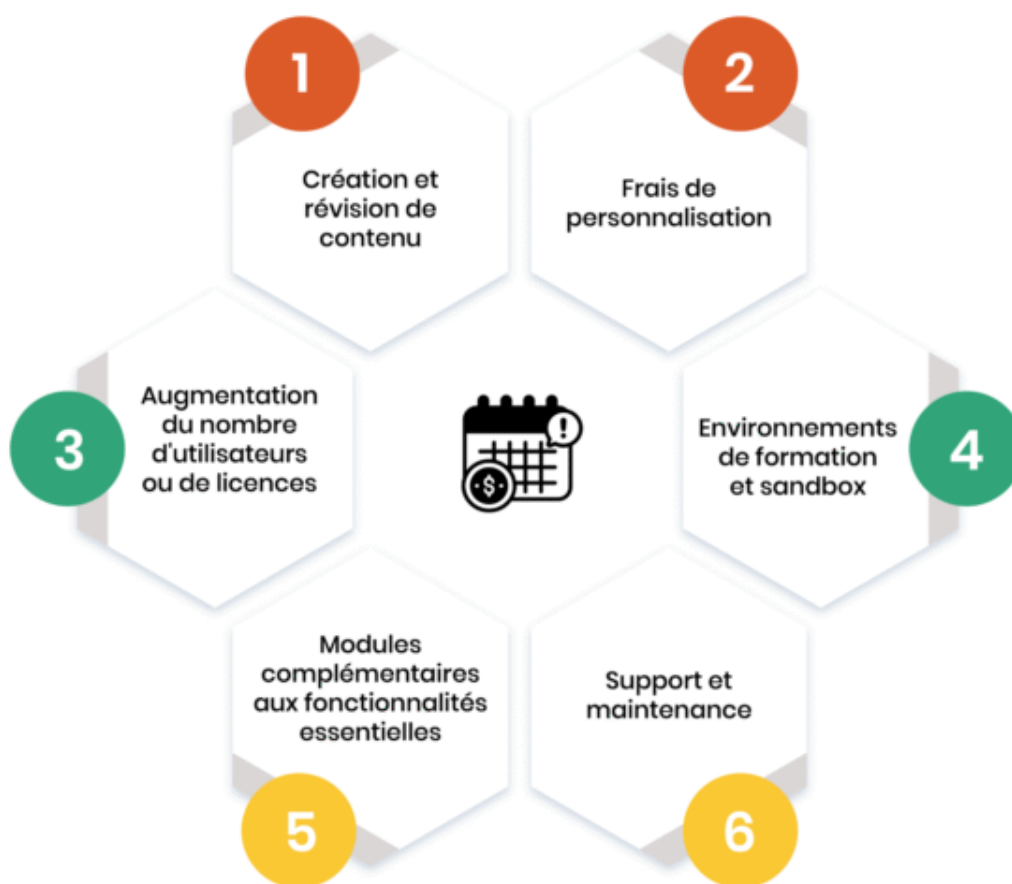 1
Création et
révision de
contenu
2
Frais de
personnalisation
3
Augmentation
du nombre
d'utilisateurs
ou de licences
4
Environnements
de formation
et sandbox
5
Modules
complémentaires
aux fonctionnalités
essentielles
6
Support et
maintenance
!
$